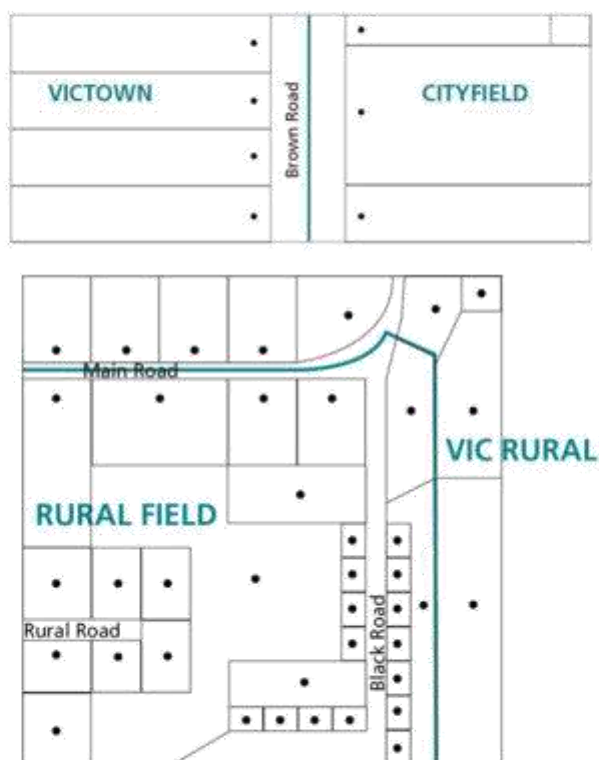 VICTOWN
Brown Road
CITYFIELD
Main Road
VIC RURAL
RURAL FIELD
Rural Road
Black Road